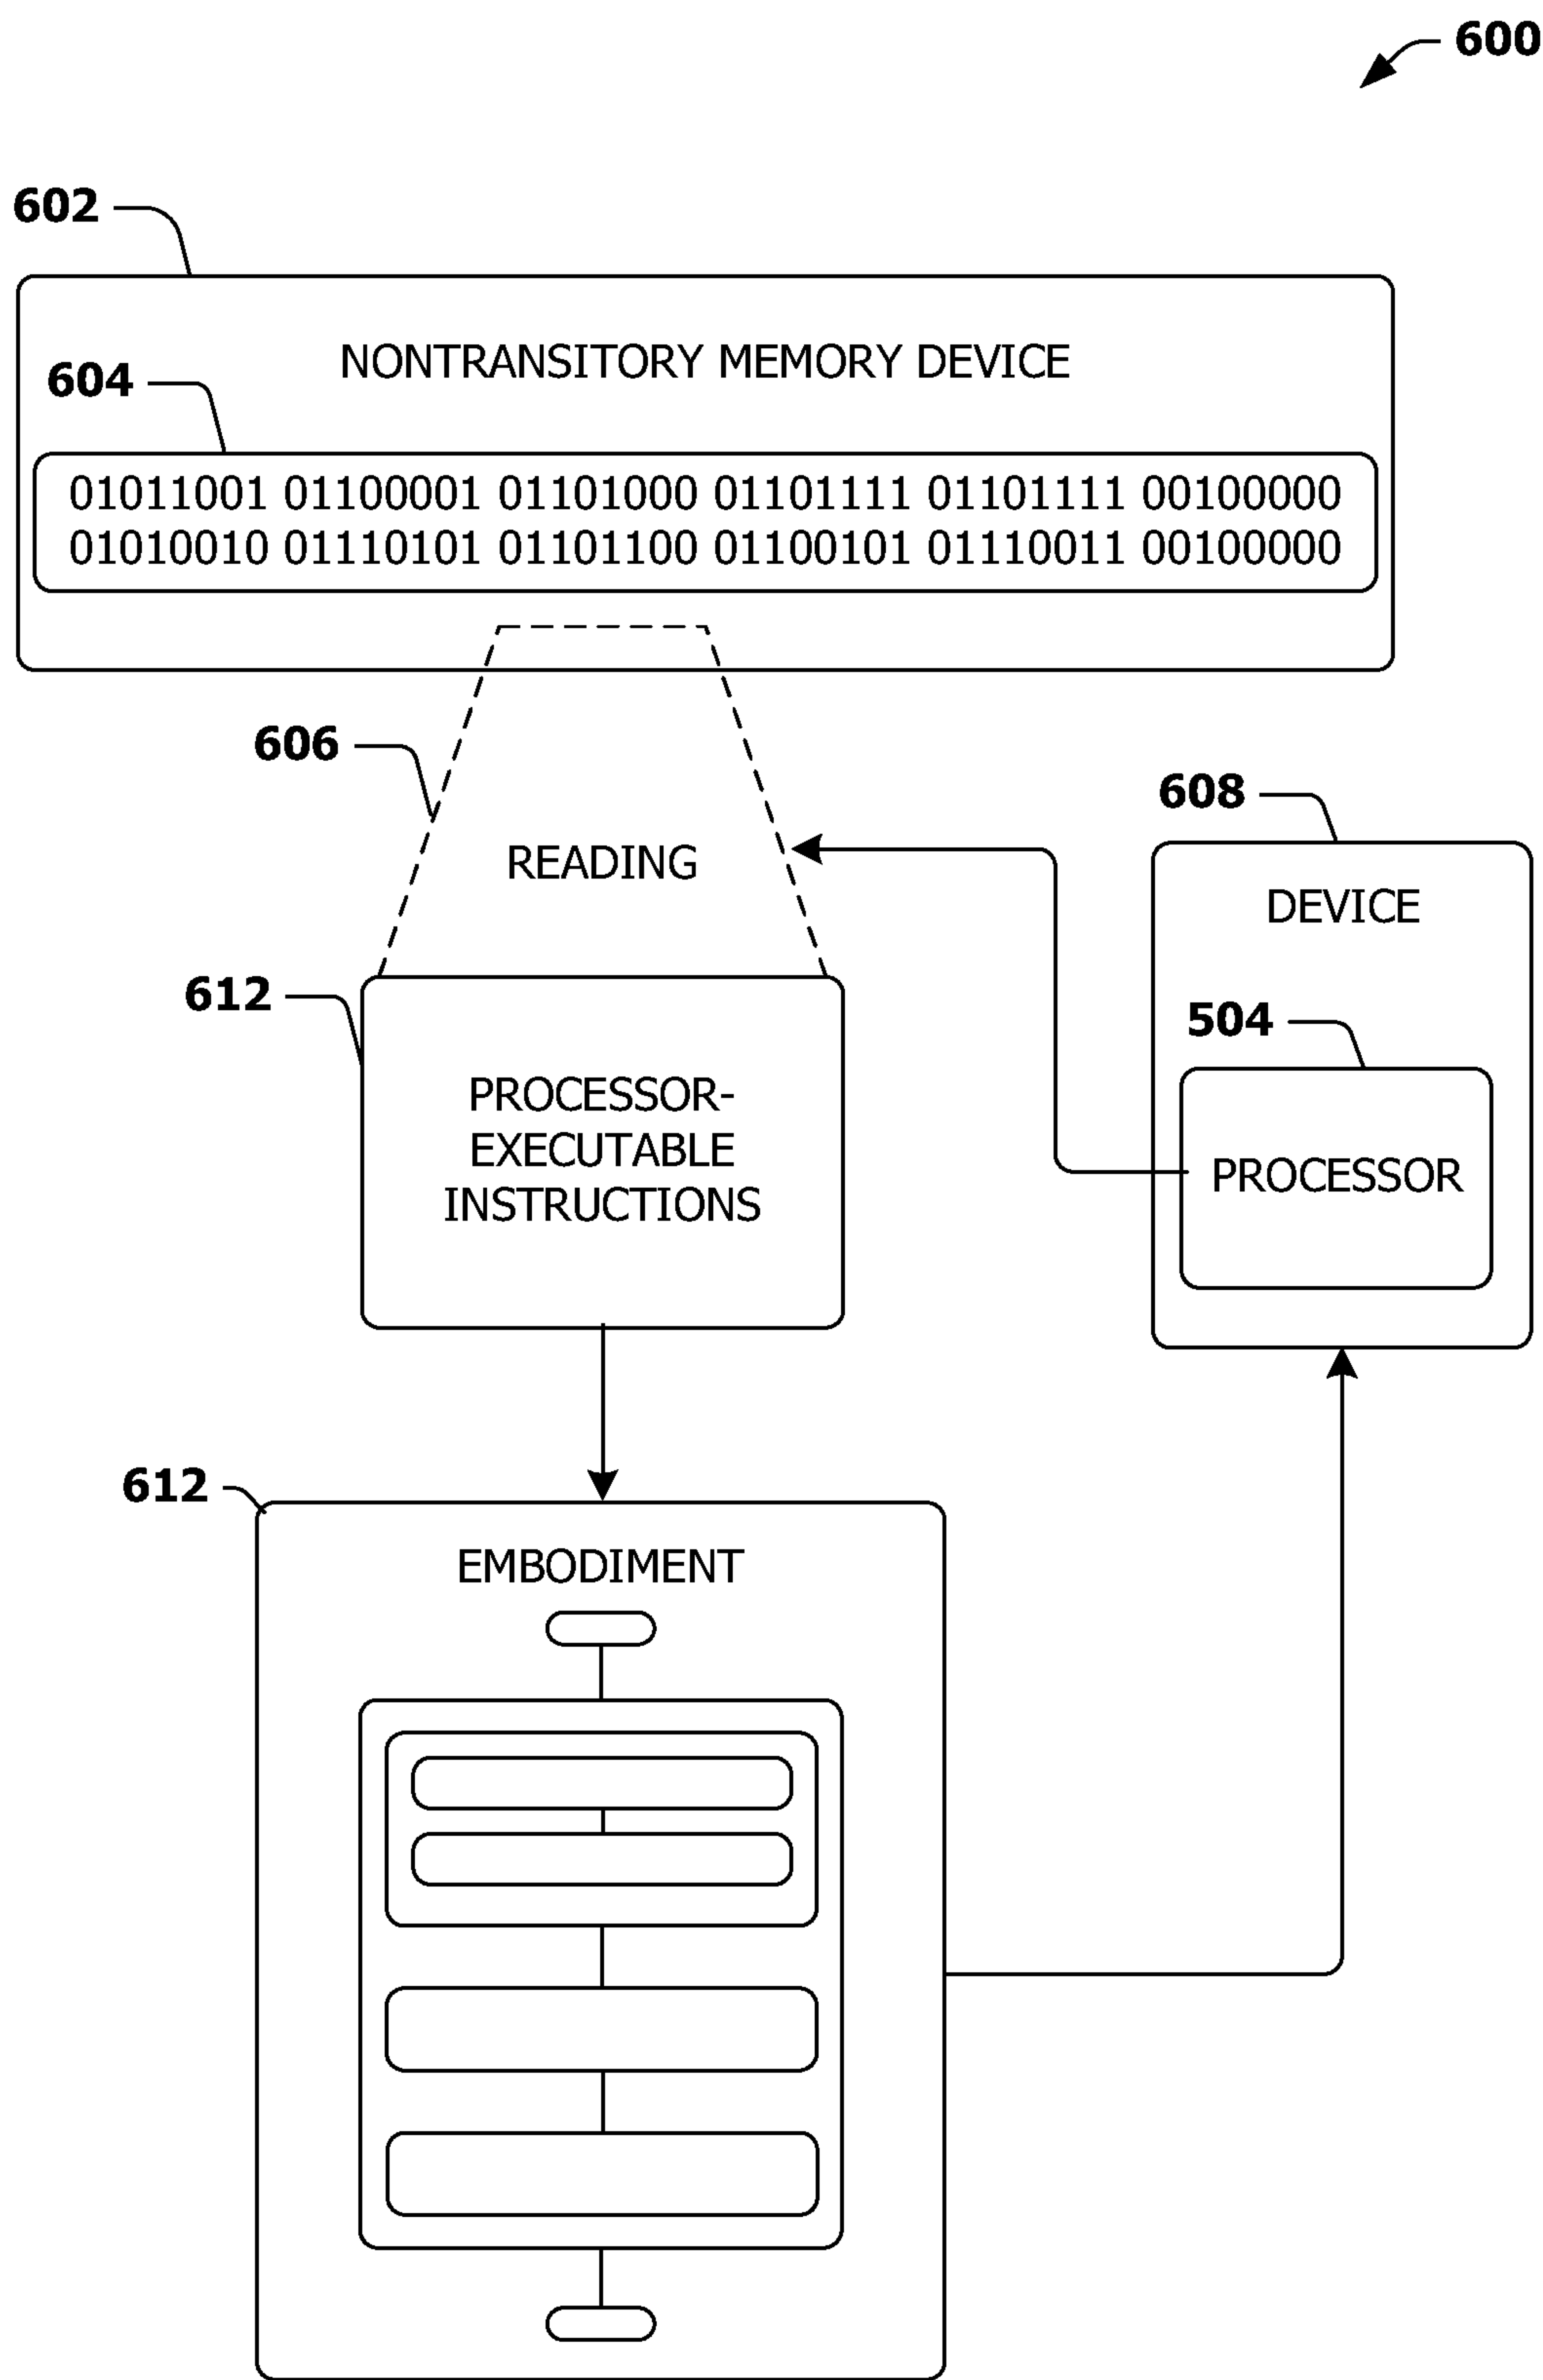 600
602
NONTRANSITORY MEMORY DEVICE
604
01011001 01100001 01101000 01101111 01101111 00100000
01010010 01110101 01101100 01100101 01110011 00100000
606
608
READING
DEVICE
612
504
PROCESSOR-
EXECUTABLE
INSTRUCTIONS
PROCESSOR
612
EMBODIMENT